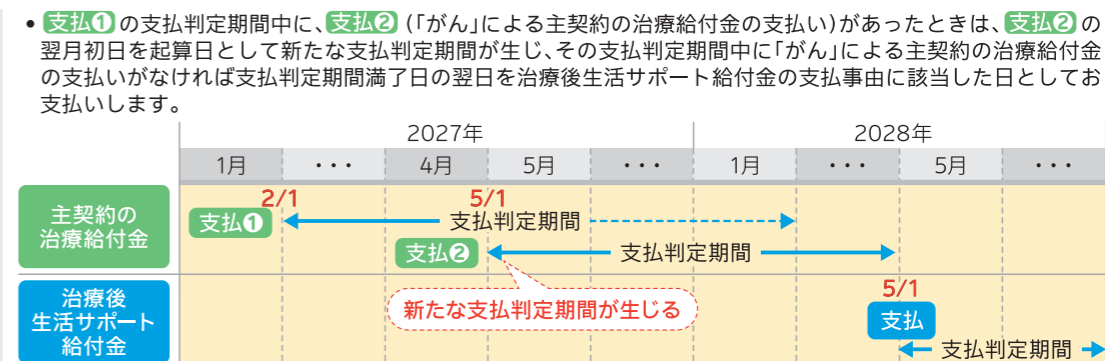 • 支払❶ の支払判定期間中に、支払❷ (「がん」による主契約の治療給付金の支払い)があったときは、支払❷ の
翌月初日を起算日として新たな支払判定期間が生じ、その支払判定期間中に「がん」による主契約の治療給付金
の支払いがなければ支払判定期間満了日の翌日を治療後生活サポート給付金の支払事由に該当した日としてお
支払いします。
2027年 2028年
1月 ・・・ 4月 5月 ・・・ 1月 ・・・ 5月 ・・・
主契約の
治療給付金
2/1 5/1
支払❶ 支払判定期間
支払❷ 支払判定期間
新たな支払判定期間が生じる
治療後
生活サポート
給付金
5/1
支払
支払判定期間